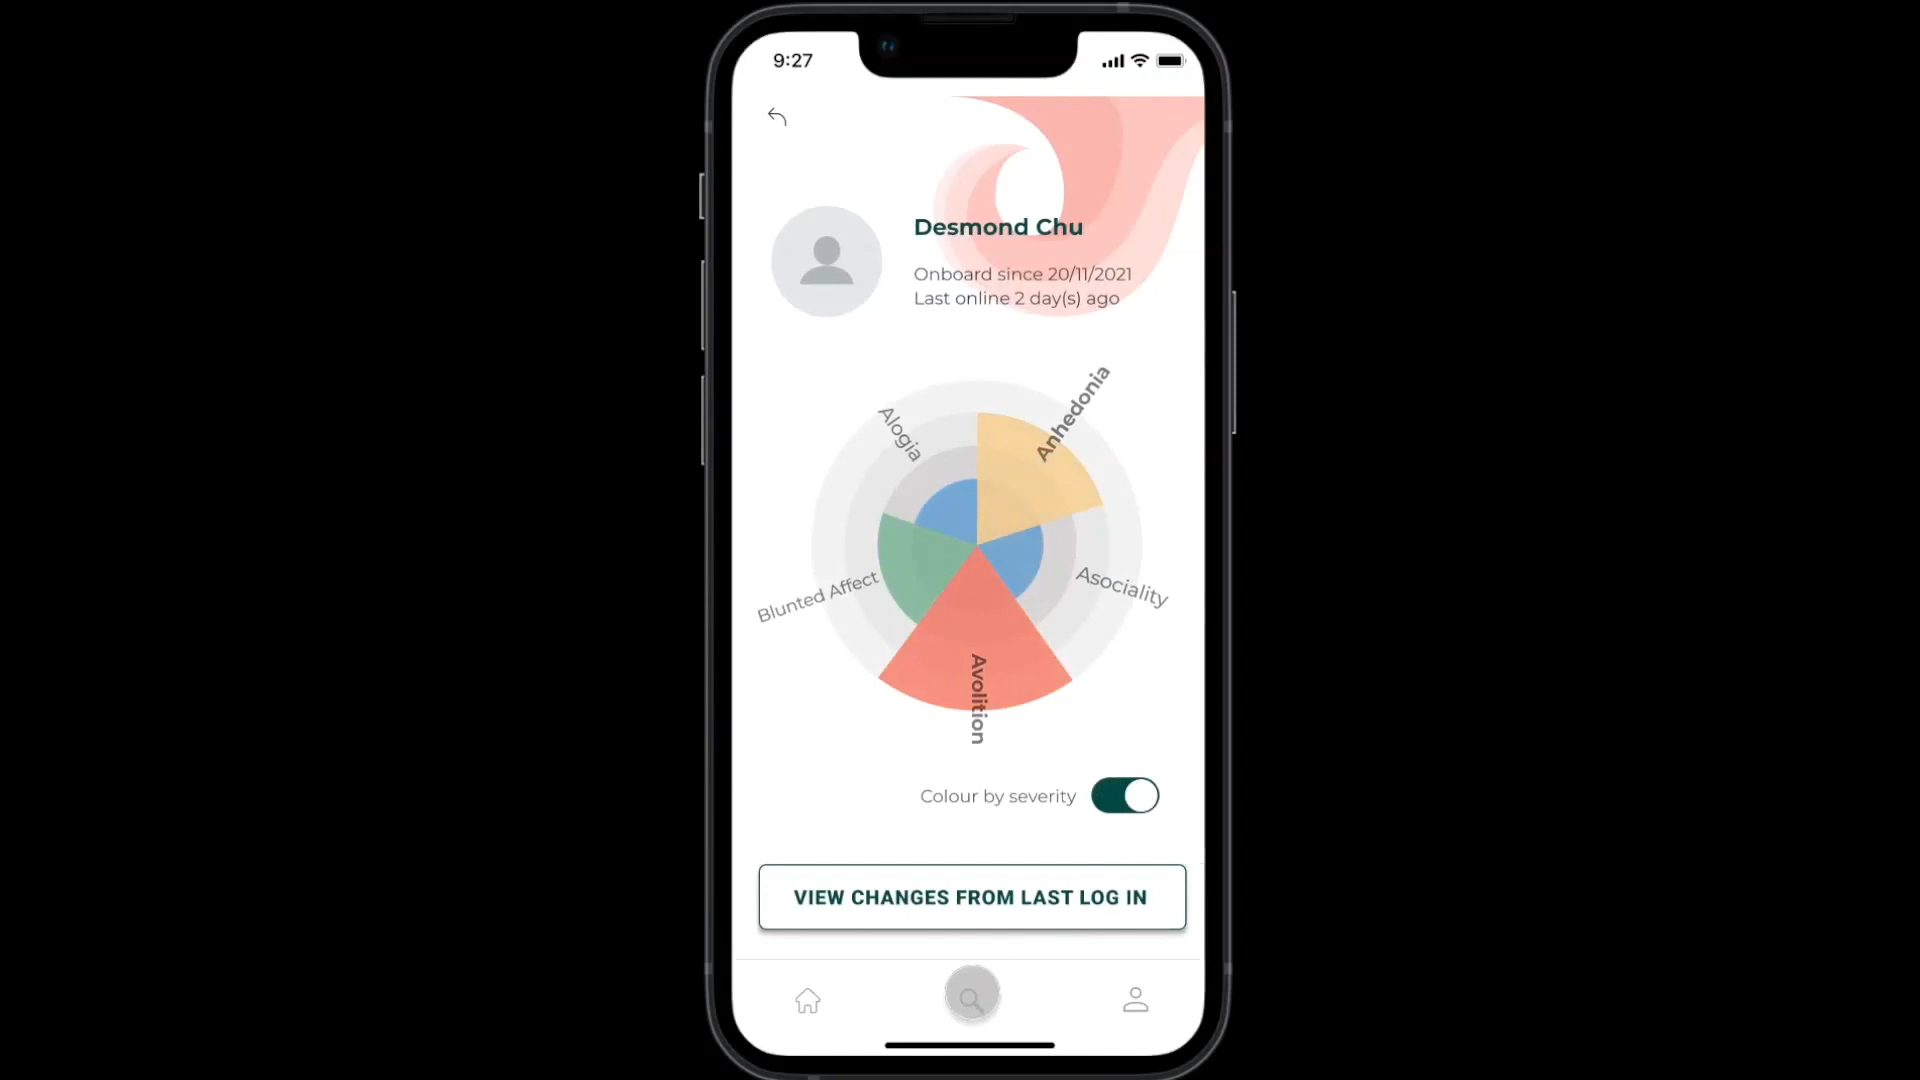 9:27
Desmond Chu
Onboard since 20/11/2021
Last online 2 day(s) ago
Anhedonia
Alogia
Asociality
Blunted Affect
Avolition
Colour by severity
VIEW CHANGES FROM LAST LOG IN